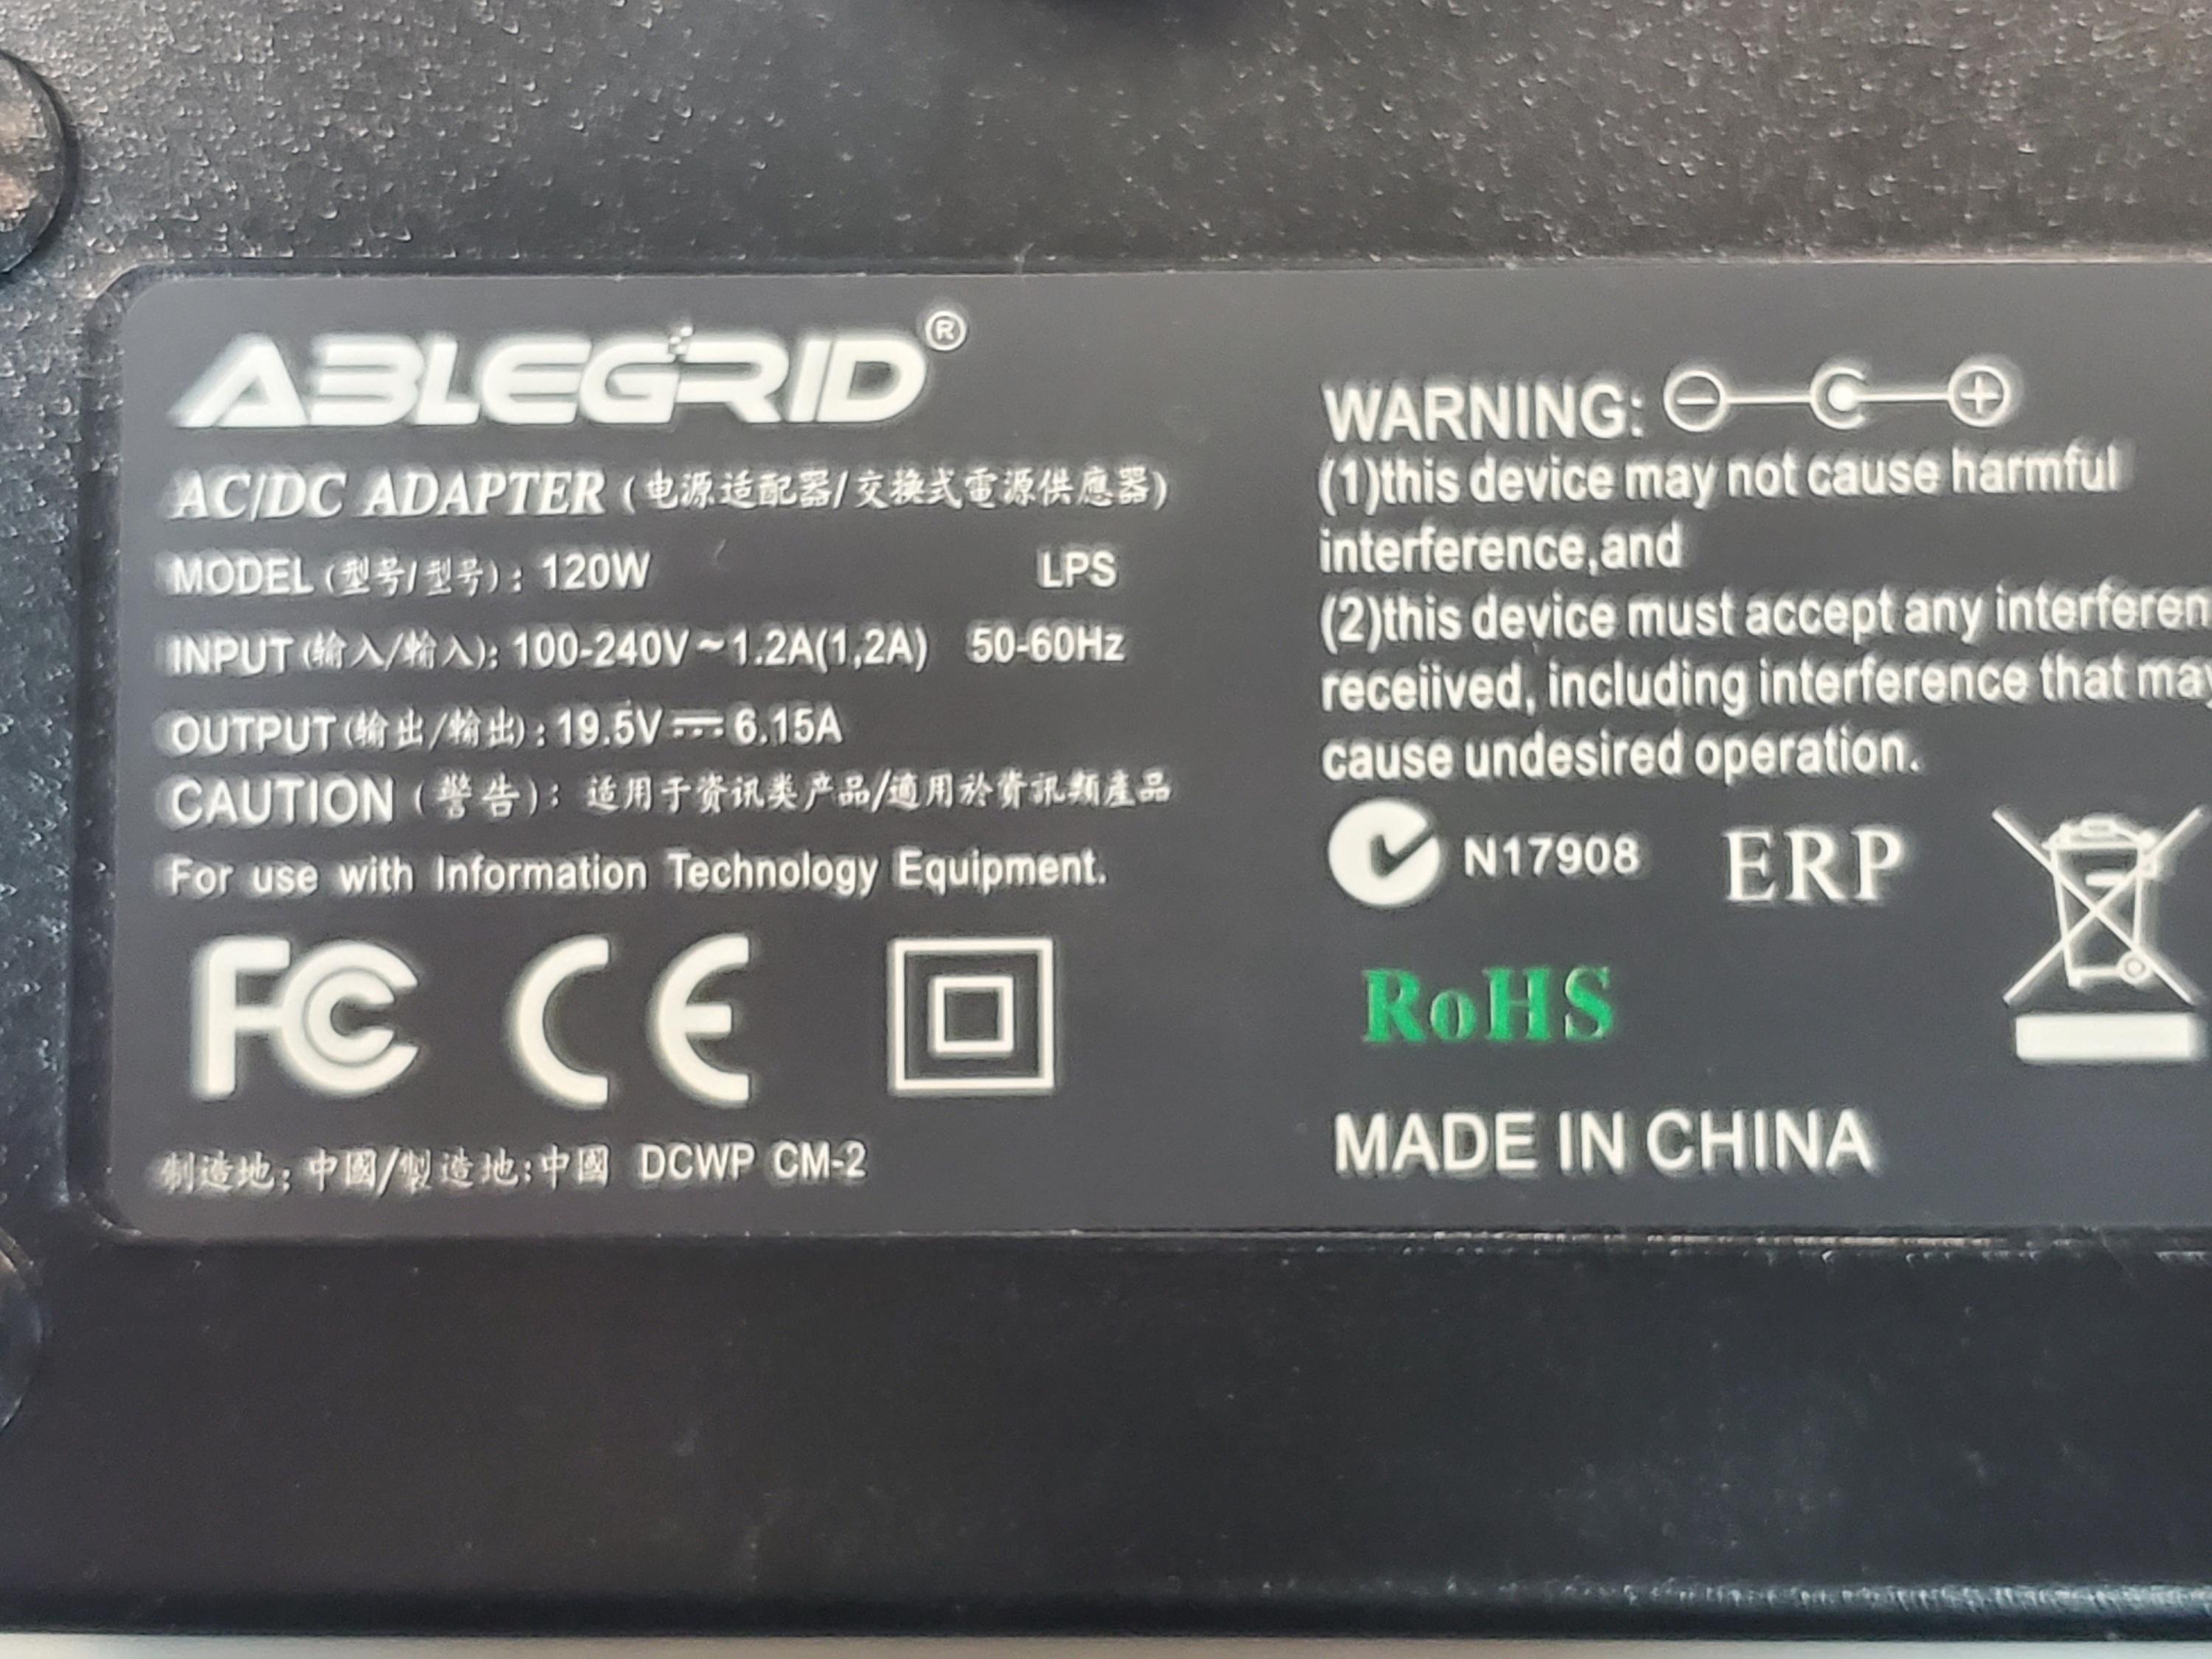 ABLEGRID®
AC/DC ADAPTER (电源适配器/交換式電源供應器)
MODEL (型号/型号): 120W LPS
INPUT (输入/輸入): 100-240V~1.2A(1,2A) 50-60Hz
OUTPUT (输出/輸出): 19.5V⎓6.15A
CAUTION (警告): 适用于资讯类产品/適用於資訊類產品
For use with Information Technology Equipment.
FC CE
制造地: 中國/製造地:中國 DCWP CM-2
WARNING:
(1)this device may not cause harmful
interference,and
(2)this device must accept any interferen
receiived, including interference that may
cause undesired operation.
N17908 ERP
RoHS
MADE IN CHINA